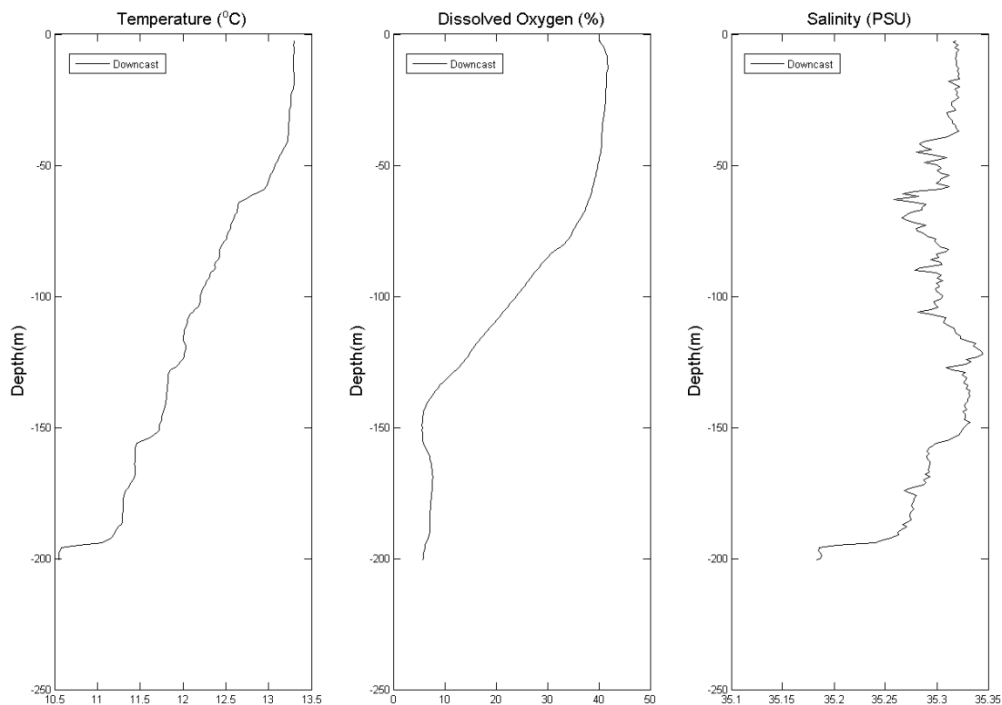 Temperature (⁰C)
0
-50
-100
-150
-200
-250
Depth(m)
Downcast
10.5 11 11.5 12 12.5 13 13.5
Dissolved Oxygen (%)
0
-50
-100
-150
-200
-250
Depth(m)
Downcast
0 10 20 30 40 50
Salinity (PSU)
0
-50
-100
-150
-200
-250
Depth(m)
Downcast
35.1 35.15 35.2 35.25 35.3 35.35